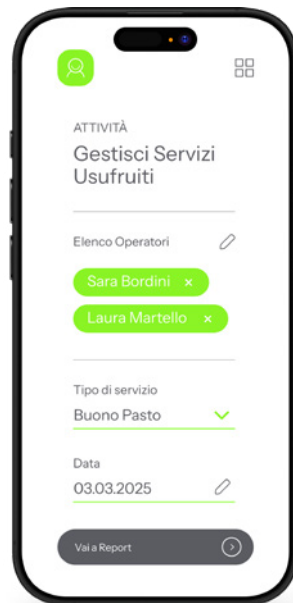 ATTIVITÀ
Gestisci Servizi
Usufruiti
Elenco Operatori
Sara Bordini ×
Laura Martello ×
Tipo di servizio
Buono Pasto
Data
03.03.2025
Vai a Report